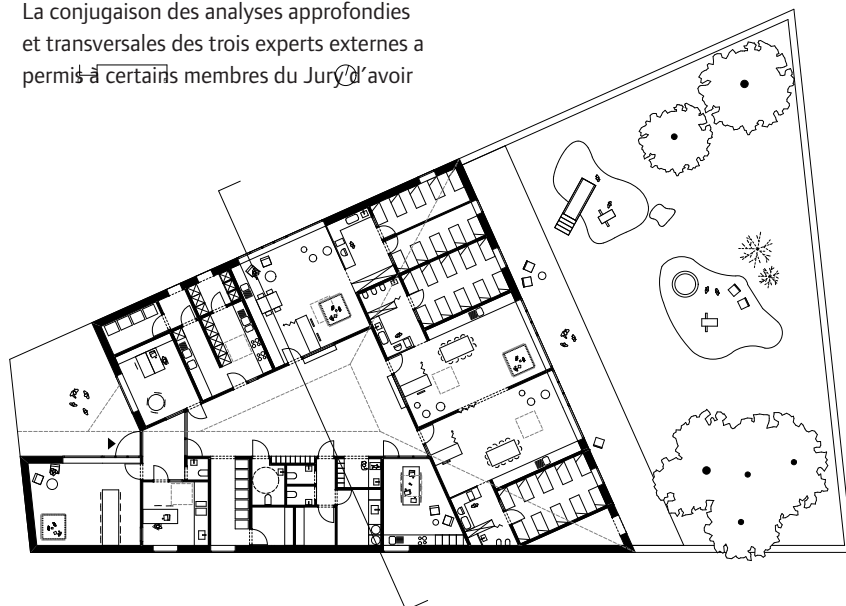 La conjugaison des analyses approfondies
et transversales des trois experts externes a
permis à certains membres du Jury d'avoir